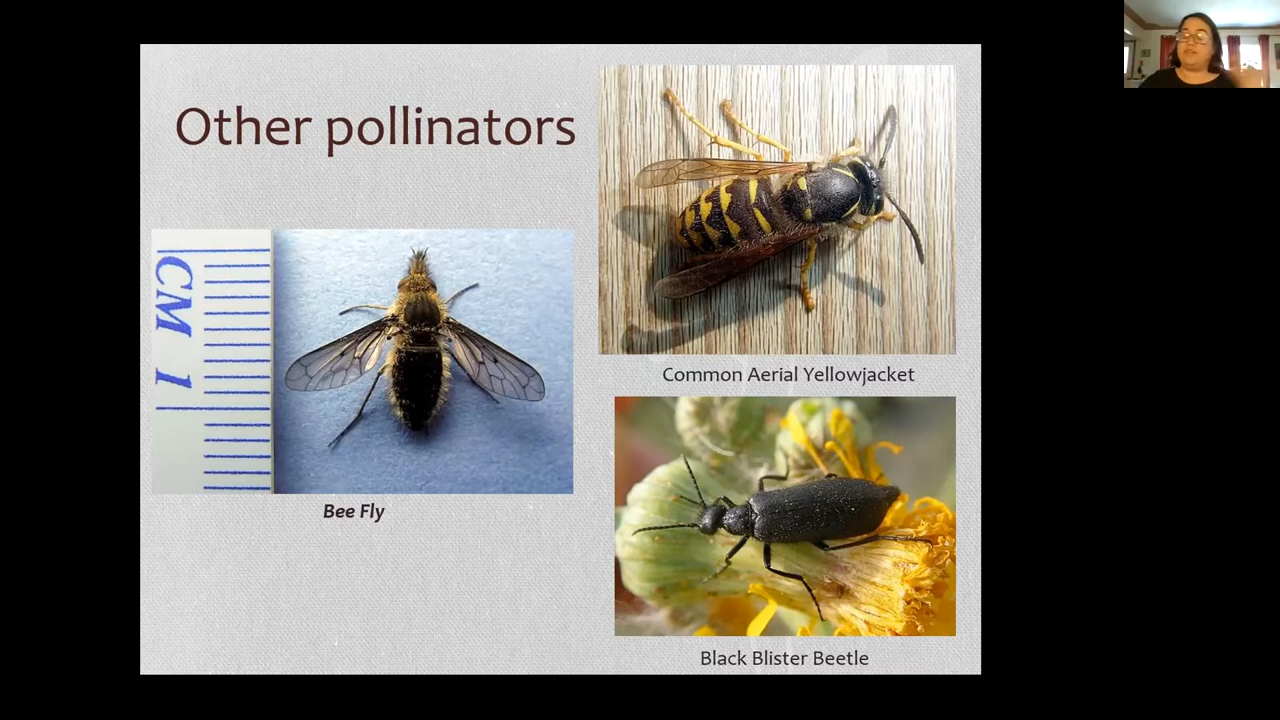 Other pollinators
CM 1
Bee Fly
Common Aerial Yellowjacket
Black Blister Beetle